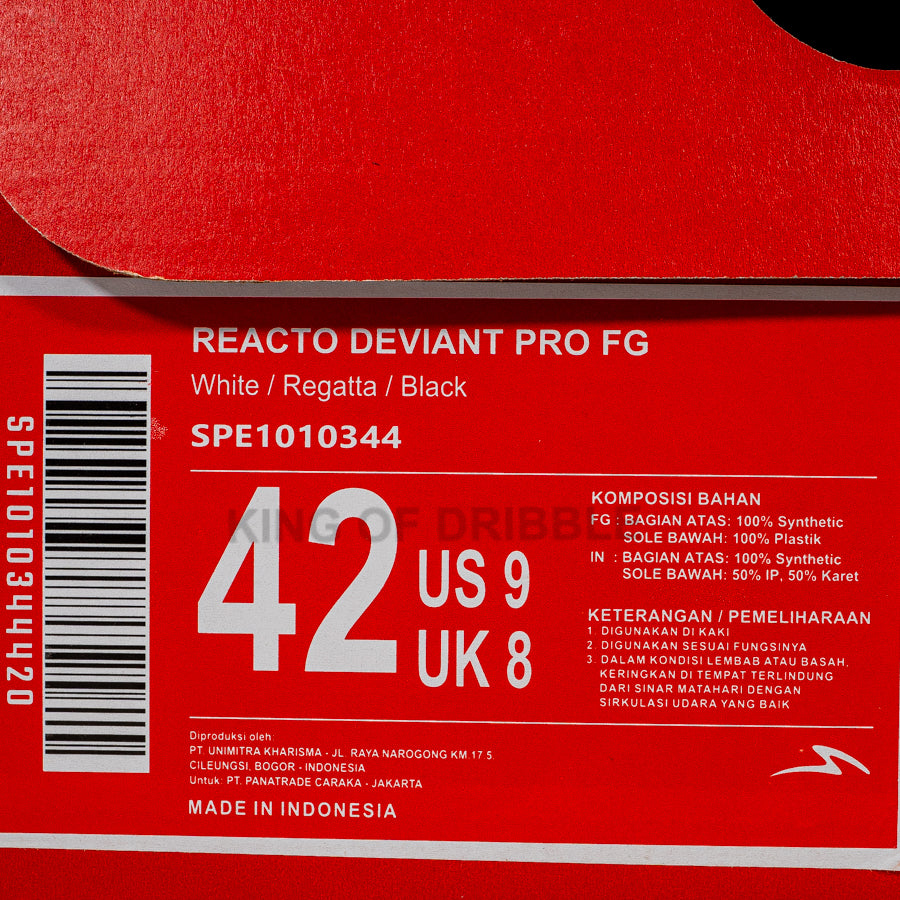 REACTO DEVIANT PRO FG
White / Regatta / Black
SPE1010344
SPE1010344420
42
US 9
UK 8
KING OF DRIBBLE
KOMPOSISI BAHAN
FG : BAGIAN ATAS: 100% Synthetic
SOLE BAWAH: 100% Plastik
IN : BAGIAN ATAS: 100% Synthetic
SOLE BAWAH: 50% IP, 50% Karet
KETERANGAN / PEMELIHARAAN
1. DIGUNAKAN DI KAKI
2. DIGUNAKAN SESUAI FUNGSINYA
3. DALAM KONDISI LEMBAB ATAU BASAH,
KERINGKAN DI TEMPAT TERLINDUNG
DARI SINAR MATAHARI DENGAN
SIRKULASI UDARA YANG BAIK
Diproduksi oleh:
PT. UNIMITRA KHARISMA - JL. RAYA NAROGONG KM 17.5
CILEUNGSI, BOGOR - INDONESIA
Untuk: PT. PANATRADE CARAKA - JAKARTA
MADE IN INDONESIA